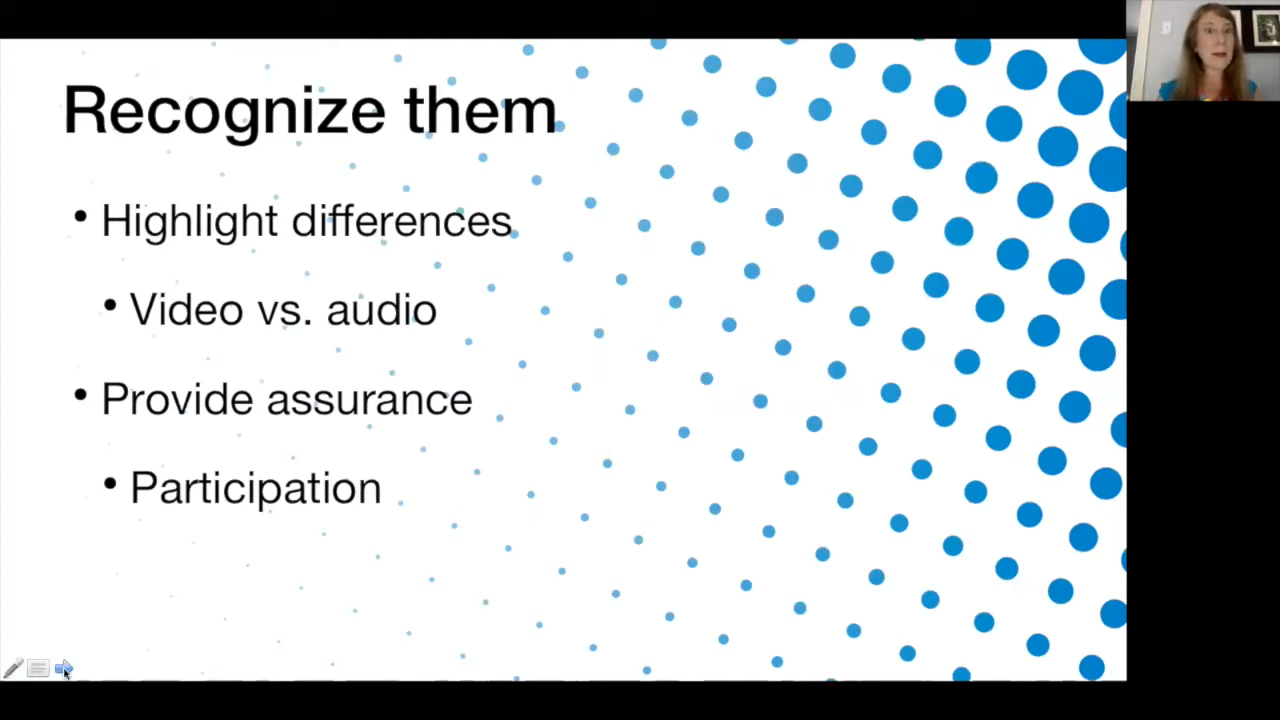 Recognize them
• Highlight differences
• Video vs. audio
• Provide assurance
• Participation